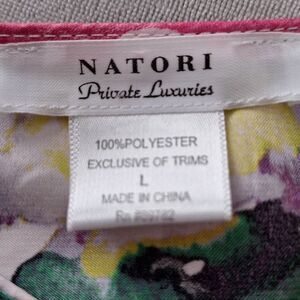 NATORI
Private Luxuries
100%POLYESTER
EXCLUSIVE OF TRIMS
L
MADE IN CHINA